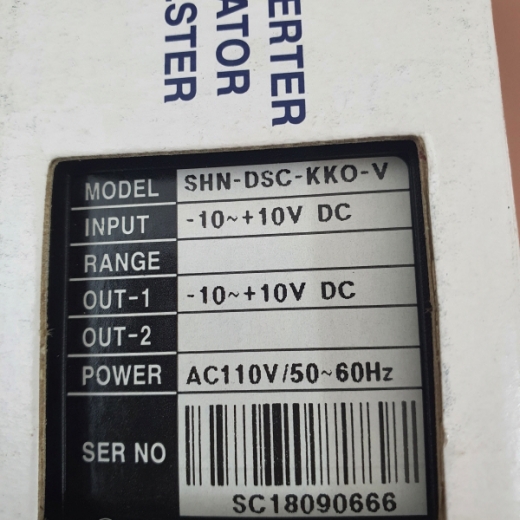 ERTER
ATOR
STER
MODEL SHN-DSC-KKO-V
INPUT -10~+10V DC
RANGE
OUT-1 -10~+10V DC
OUT-2
POWER AC110V/50~60Hz
SER NO
SC18090666